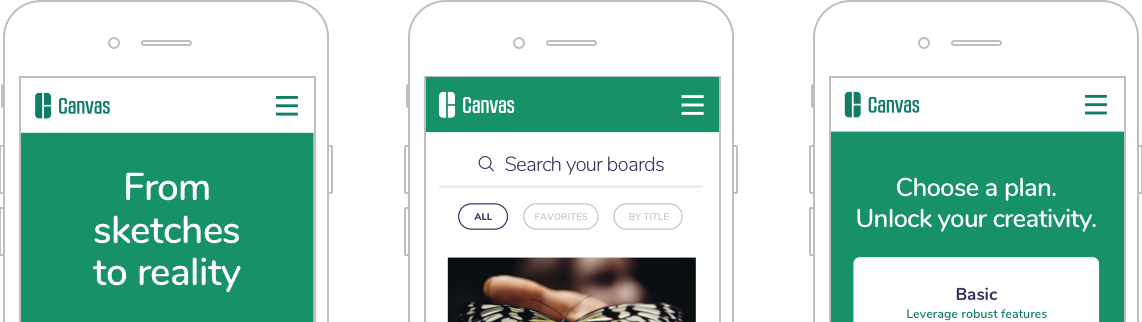 Canvas
From
sketches
to reality
Canvas
Search your boards
ALL
FAVORITES
BY TITLE
Canvas
Choose a plan.
Unlock your creativity.
Basic
Leverage robust features